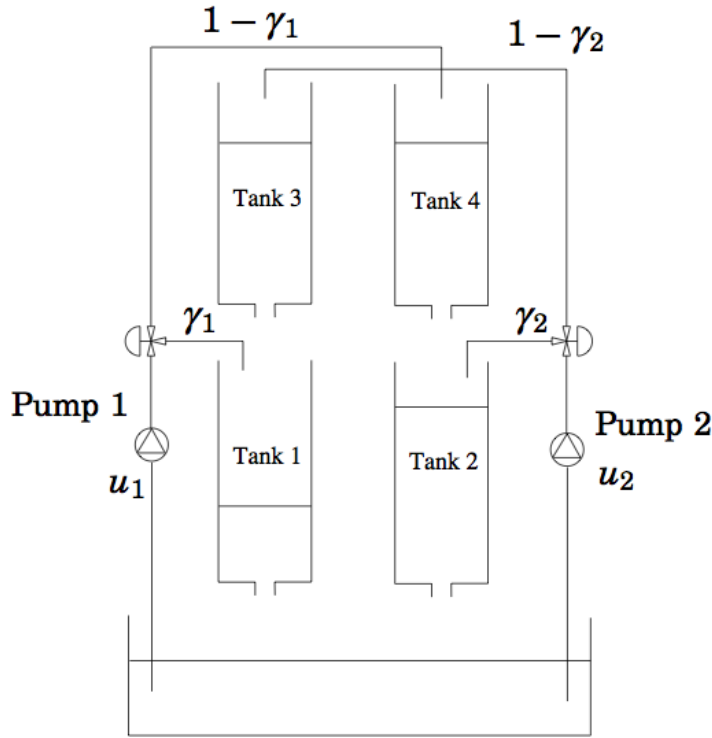 1 − γ₁
1 − γ₂
Tank 3
Tank 4
γ₁
γ₂
Pump 1
Pump 2
Tank 1
Tank 2
u₁
u₂